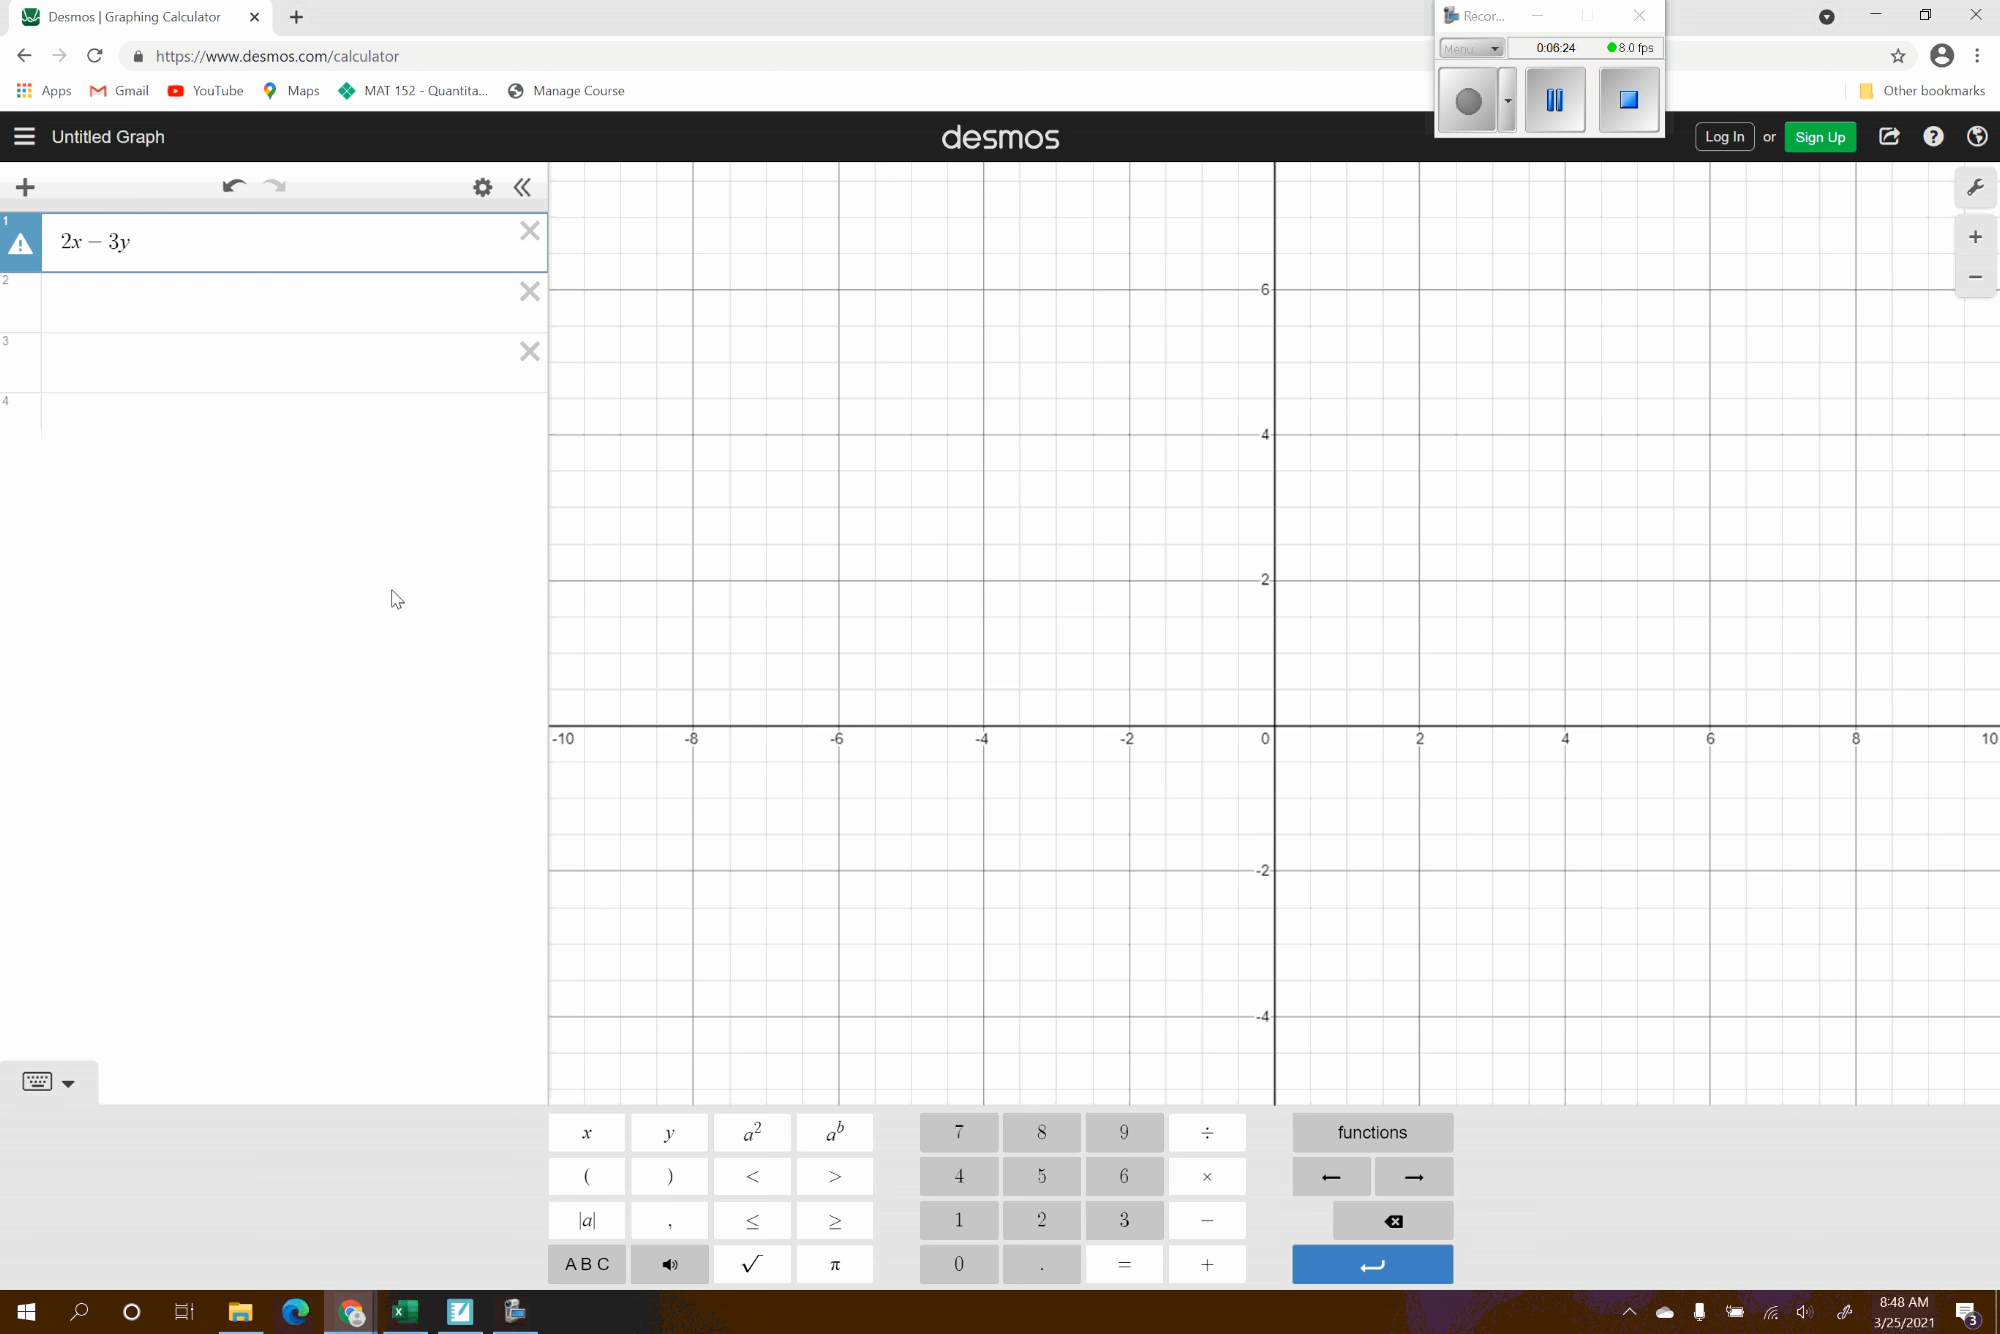 Desmos | Graphing Calculator
Recor...
https://www.desmos.com/calculator
Menu
0:06:24
8.0 fps
Apps
Gmail
YouTube
Maps
MAT 152 - Quantita...
Manage Course
Other bookmarks
Untitled Graph
desmos
Log In or Sign Up
1
2x − 3y
2
3
4
6
4
2
-10 -8 -6 -4 -2 0 2 4 6 8 10
-2
-4
x y a² aᵇ 7 8 9 ÷ functions
( ) < > 4 5 6 × ← →
|a| , ≤ ≥ 1 2 3 −
A B C √ π 0 . = +
8:48 AM
3/25/2021
3